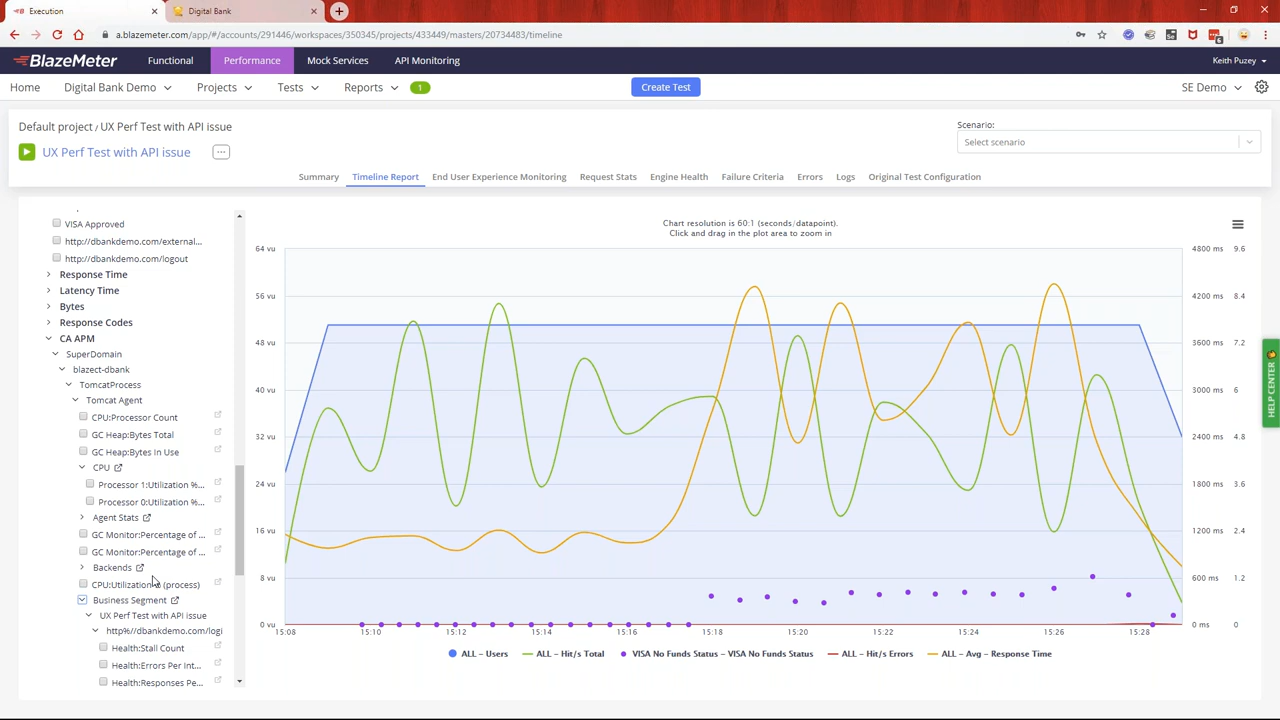 Execution
Digital Bank
a.blazemeter.com/app/#/accounts/291446/workspaces/350345/projects/433449/masters/20734483/timeline
BlazeMeter
Functional
Performance
Mock Services
API Monitoring
Keith Puzey
Home
Digital Bank Demo
Projects
Tests
Reports
1
Create Test
SE Demo
Default project / UX Perf Test with API issue
UX Perf Test with API issue
Scenario:
Select scenario
Summary
Timeline Report
End User Experience Monitoring
Request Stats
Engine Health
Failure Criteria
Errors
Logs
Original Test Configuration
VISA Approved
http://dbankdemo.com/external...
http://dbankdemo.com/logout
Response Time
Latency Time
Bytes
Response Codes
CA APM
SuperDomain
blazect-dbank
TomcatProcess
Tomcat Agent
CPU:Processor Count
GC Heap:Bytes Total
GC Heap:Bytes In Use
CPU
Processor 1:Utilization %...
Processor 0:Utilization %...
Agent Stats
GC Monitor:Percentage of ...
GC Monitor:Percentage of ...
Backends
CPU:Utilization % (process)
Business Segment
UX Perf Test with API issue
http%//dbankdemo.com/logi
Health:Stall Count
Health:Errors Per Int...
Health:Responses Pe...
Chart resolution is 60:1 (seconds/datapoint).
Click and drag in the plot area to zoom in
64 vu
56 vu
48 vu
40 vu
32 vu
24 vu
16 vu
8 vu
0 vu
4800 ms 9.6
4200 ms 8.4
3600 ms 7.2
3000 ms 6
2400 ms 4.8
1800 ms 3.6
1200 ms 2.4
600 ms 1.2
0 ms 0
15:08 15:10 15:12 15:14 15:16 15:18 15:20 15:22 15:24 15:26 15:28
ALL – Users
ALL – Hit/s Total
VISA No Funds Status – VISA No Funds Status
ALL – Hit/s Errors
ALL – Avg – Response Time
HELP CENTER